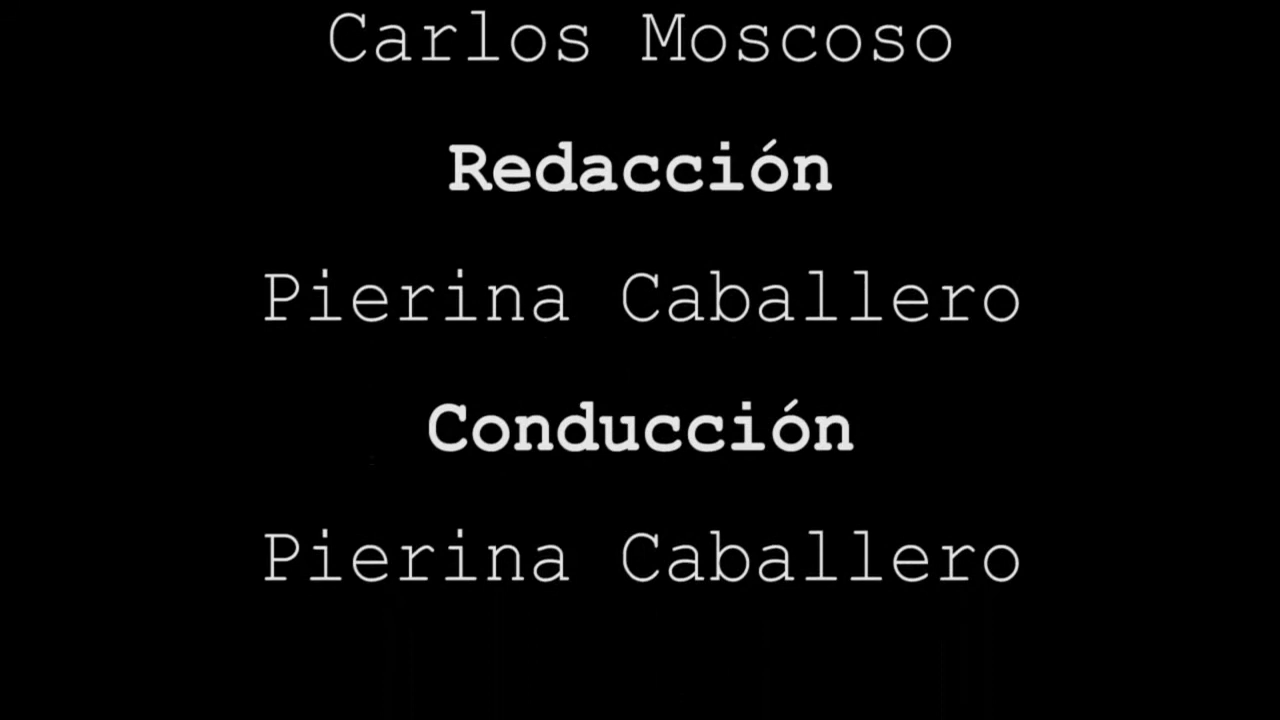 Carlos Moscoso
Redacción
Pierina Caballero
Conducción
Pierina Caballero